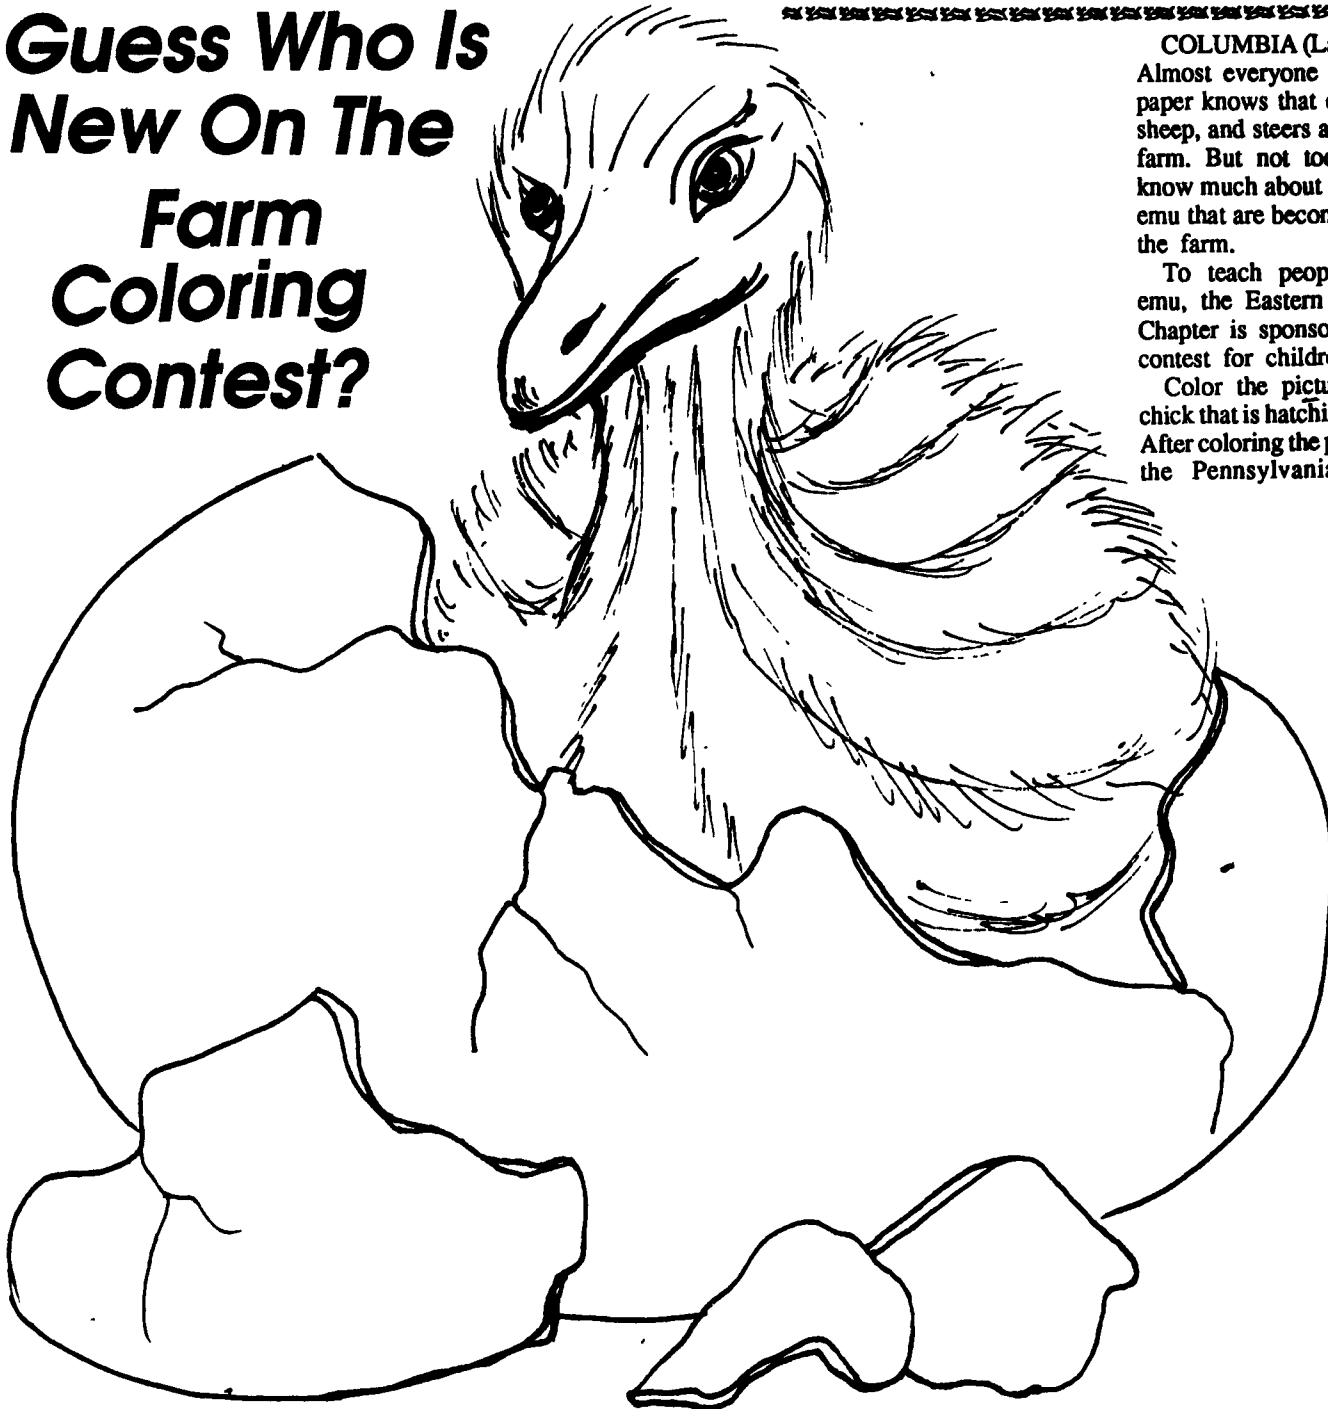 Guess Who Is
New On The
Farm
Coloring
Contest?
COLUMBIA
Almost everyone
paper knows that
sheep, and steers
farm. But not
know much about
emu that are
the farm.
To teach
emu, the Eastern
Chapter is
contest for
Color the
chick that is
After coloring the
the